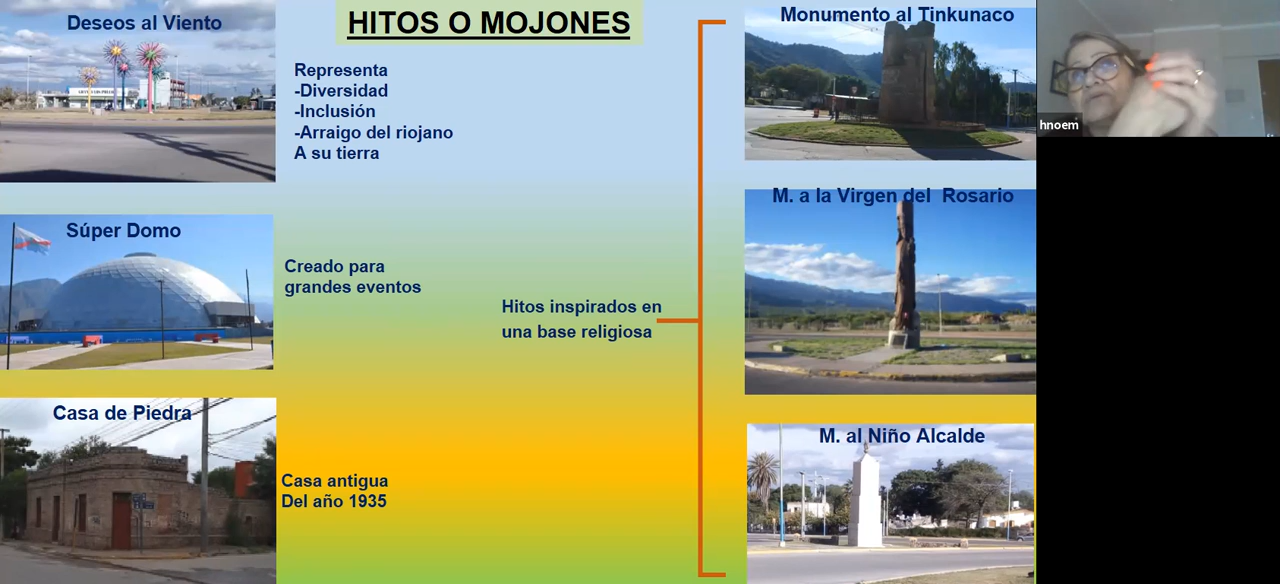 HITOS O MOJONES
Deseos al Viento
Representa
-Diversidad
-Inclusión
-Arraigo del riojano
A su tierra
Súper Domo
Creado para
grandes eventos
Casa de Piedra
Casa antigua
Del año 1935
Hitos inspirados en
una base religiosa
Monumento al Tinkunaco
M. a la Virgen del Rosario
M. al Niño Alcalde
hnoem